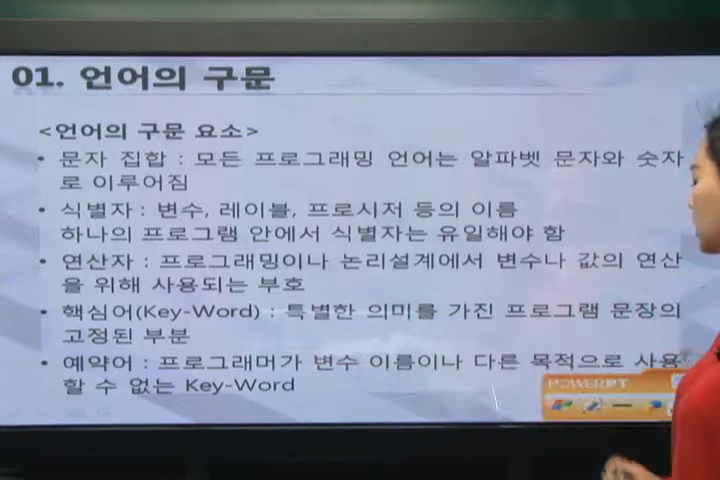 01. 언어의 구문
<언어의 구문 요소>
• 문자 집합 : 모든 프로그래밍 언어는 알파벳 문자와 숫자
로 이루어짐
• 식별자 : 변수, 레이블, 프로시저 등의 이름
하나의 프로그램 안에서 식별자는 유일해야 함
• 연산자 : 프로그래밍이나 논리설계에서 변수나 값의 연산
을 위해 사용되는 부호
• 핵심어(Key-Word) : 특별한 의미를 가진 프로그램 문장의
고정된 부분
• 예약어 : 프로그래머가 변수 이름이나 다른 목적으로 사용
할 수 없는 Key-Word
POWERPT